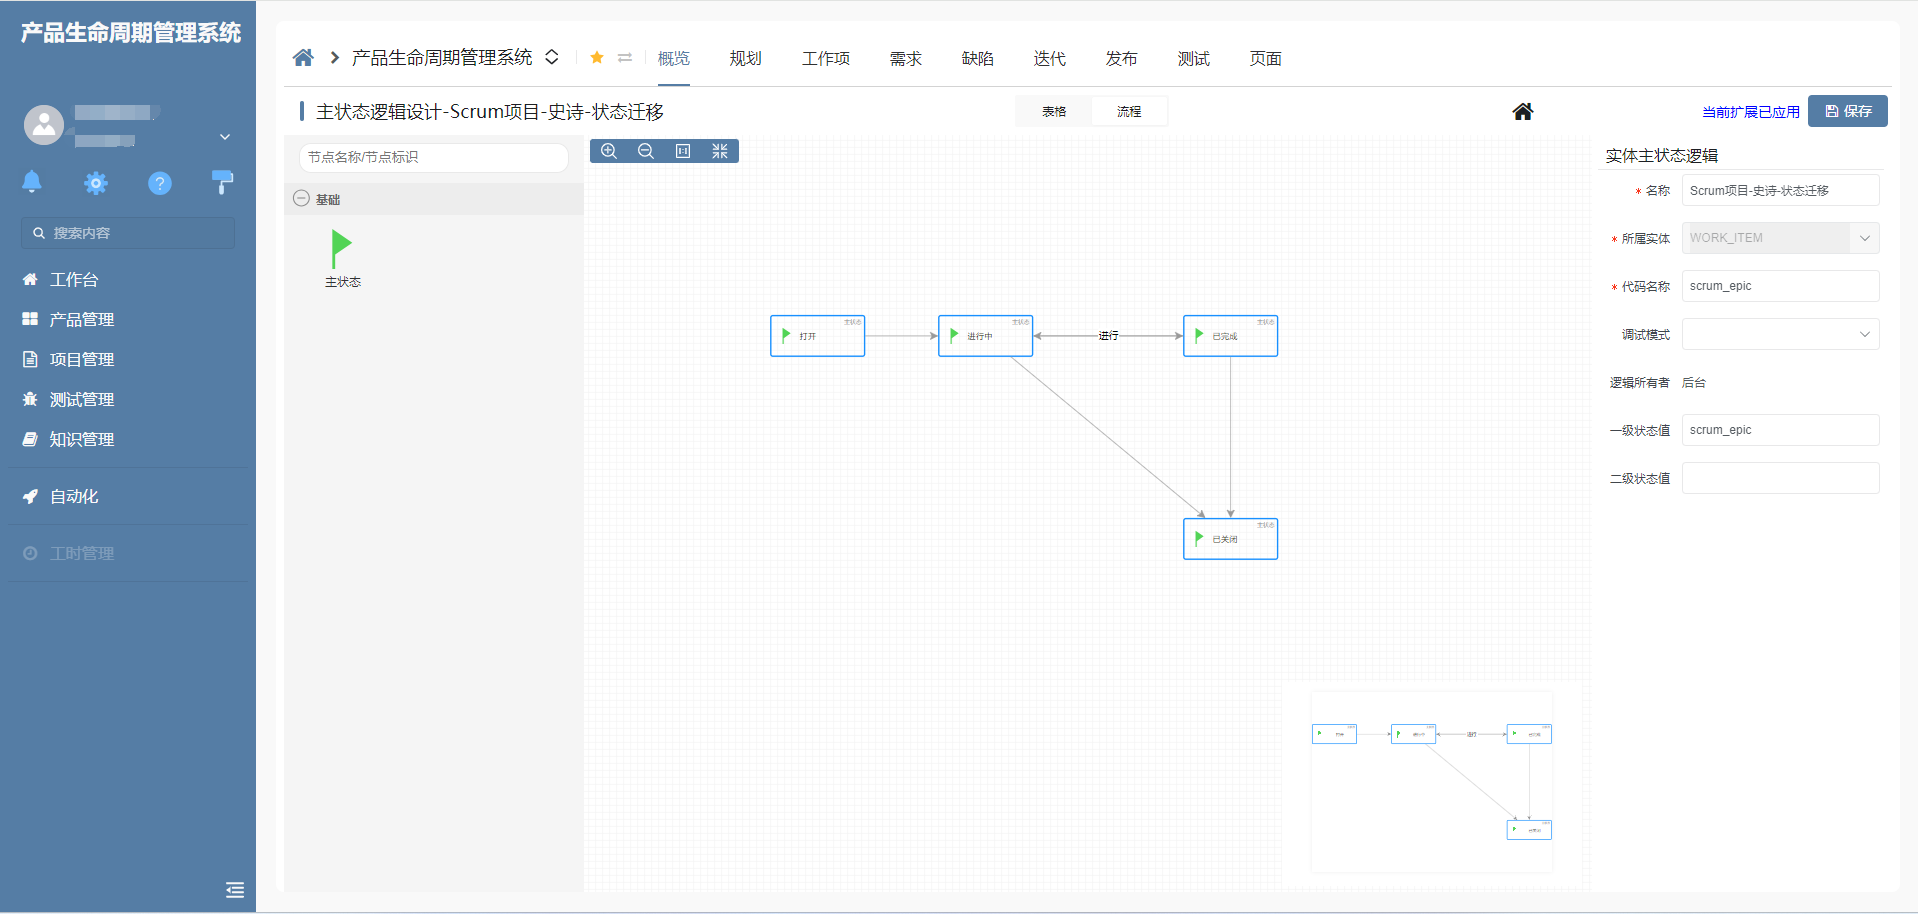 产品生命周期管理系统
搜索内容
工作台
产品管理
项目管理
测试管理
知识管理
自动化
工时管理
产品生命周期管理系统
概览
规划
工作项
需求
缺陷
迭代
发布
测试
页面
主状态逻辑设计-Scrum项目-史诗-状态迁移
表格
流程
当前扩展已应用
保存
节点名称/节点标识
基础
主状态
主状态
打开
主状态
进行中
进行
主状态
已完成
主状态
已关闭
进行
实体主状态逻辑
* 名称
Scrum项目-史诗-状态迁移
* 所属实体
WORK_ITEM
* 代码名称
scrum_epic
调试模式
逻辑所有者
后台
一级状态值
scrum_epic
二级状态值